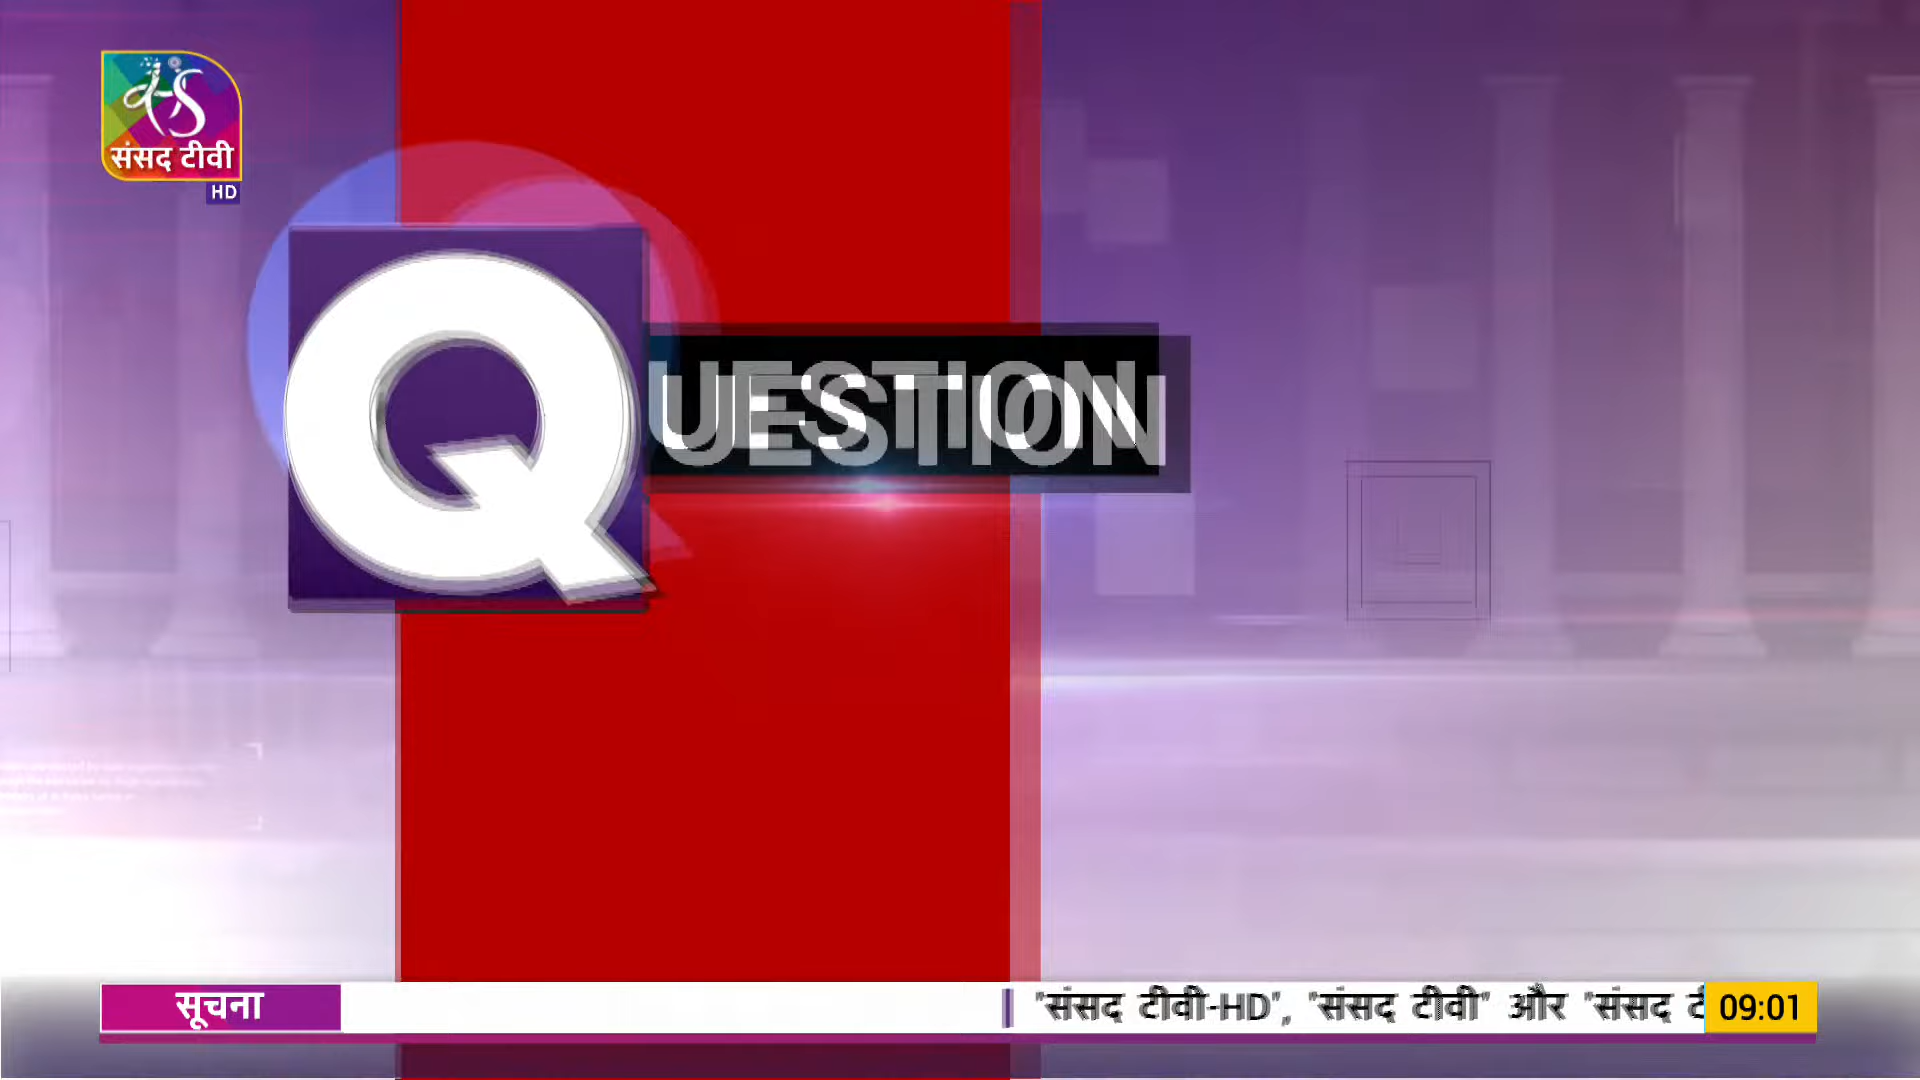 संसद टीवी
HD
QUESTION
सूचना
"संसद टीवी-HD", "संसद टीवी" और "संसद
09:01